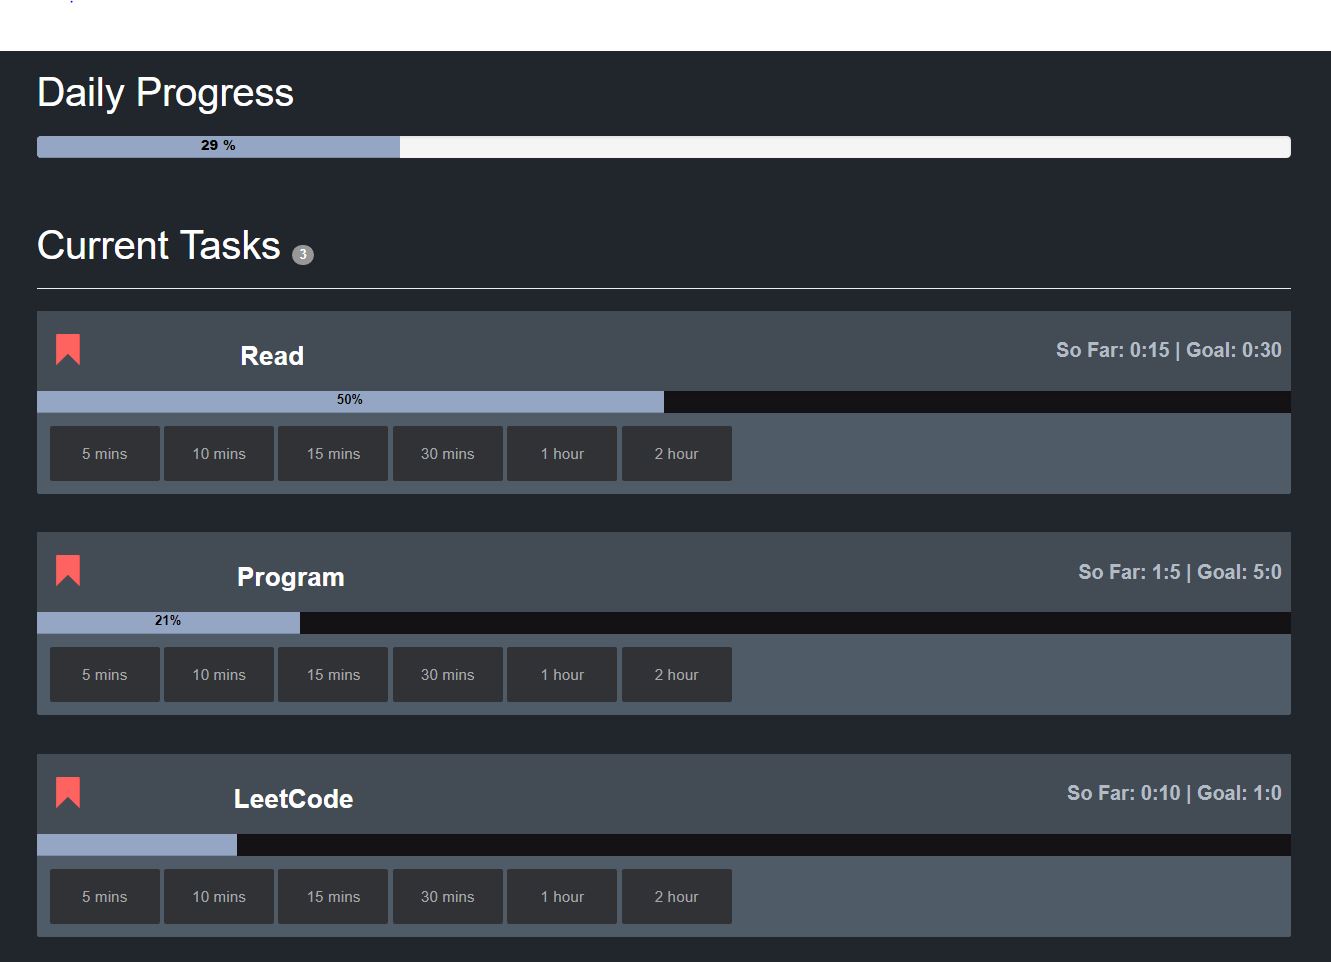 Daily Progress
29 %
Current Tasks 3
Read
So Far: 0:15 | Goal: 0:30
50%
5 mins 10 mins 15 mins 30 mins 1 hour 2 hour
Program
So Far: 1:5 | Goal: 5:0
21%
5 mins 10 mins 15 mins 30 mins 1 hour 2 hour
LeetCode
So Far: 0:10 | Goal: 1:0
5 mins 10 mins 15 mins 30 mins 1 hour 2 hour